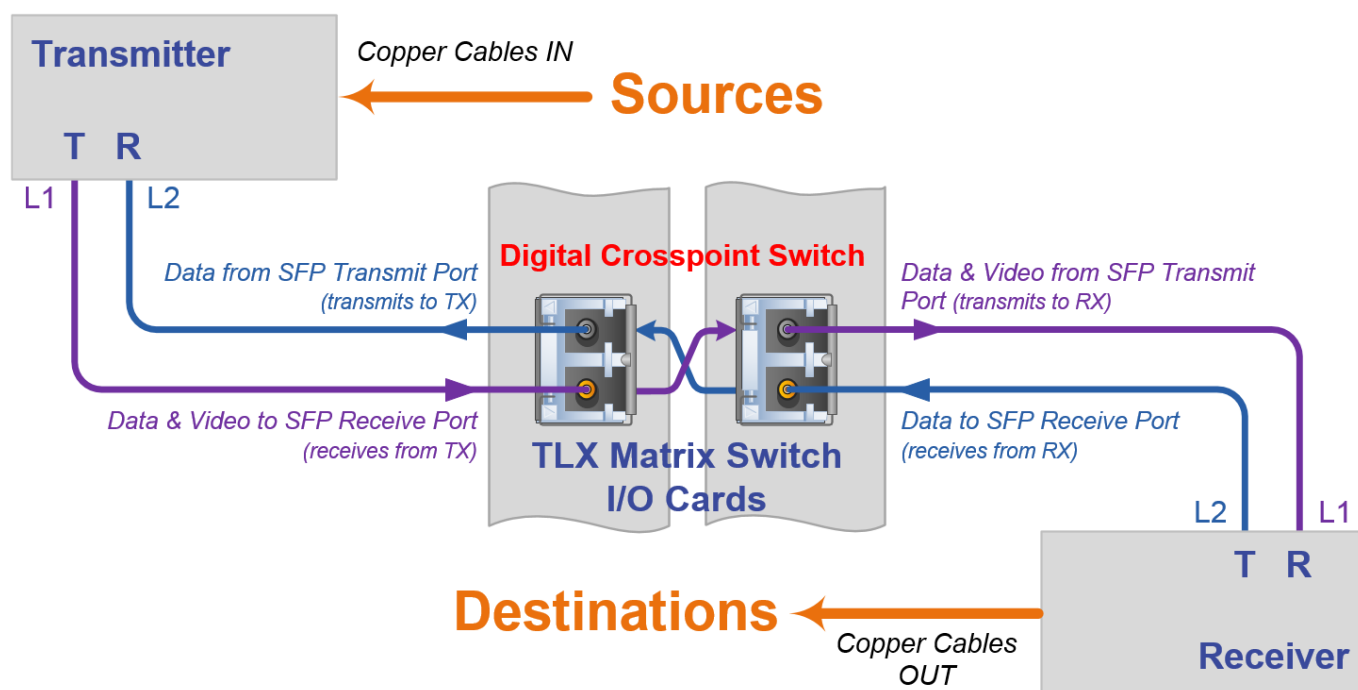 Transmitter
T R
L1
L2
Copper Cables IN
Sources
Digital Crosspoint Switch
Data from SFP Transmit Port
(transmits to TX)
Data & Video to SFP Receive Port
(receives from TX)
Data & Video from SFP Transmit
Port (transmits to RX)
Data to SFP Receive Port
(receives from RX)
TLX Matrix Switch
I/O Cards
L2
L1
T R
Receiver
Destinations
Copper Cables
OUT